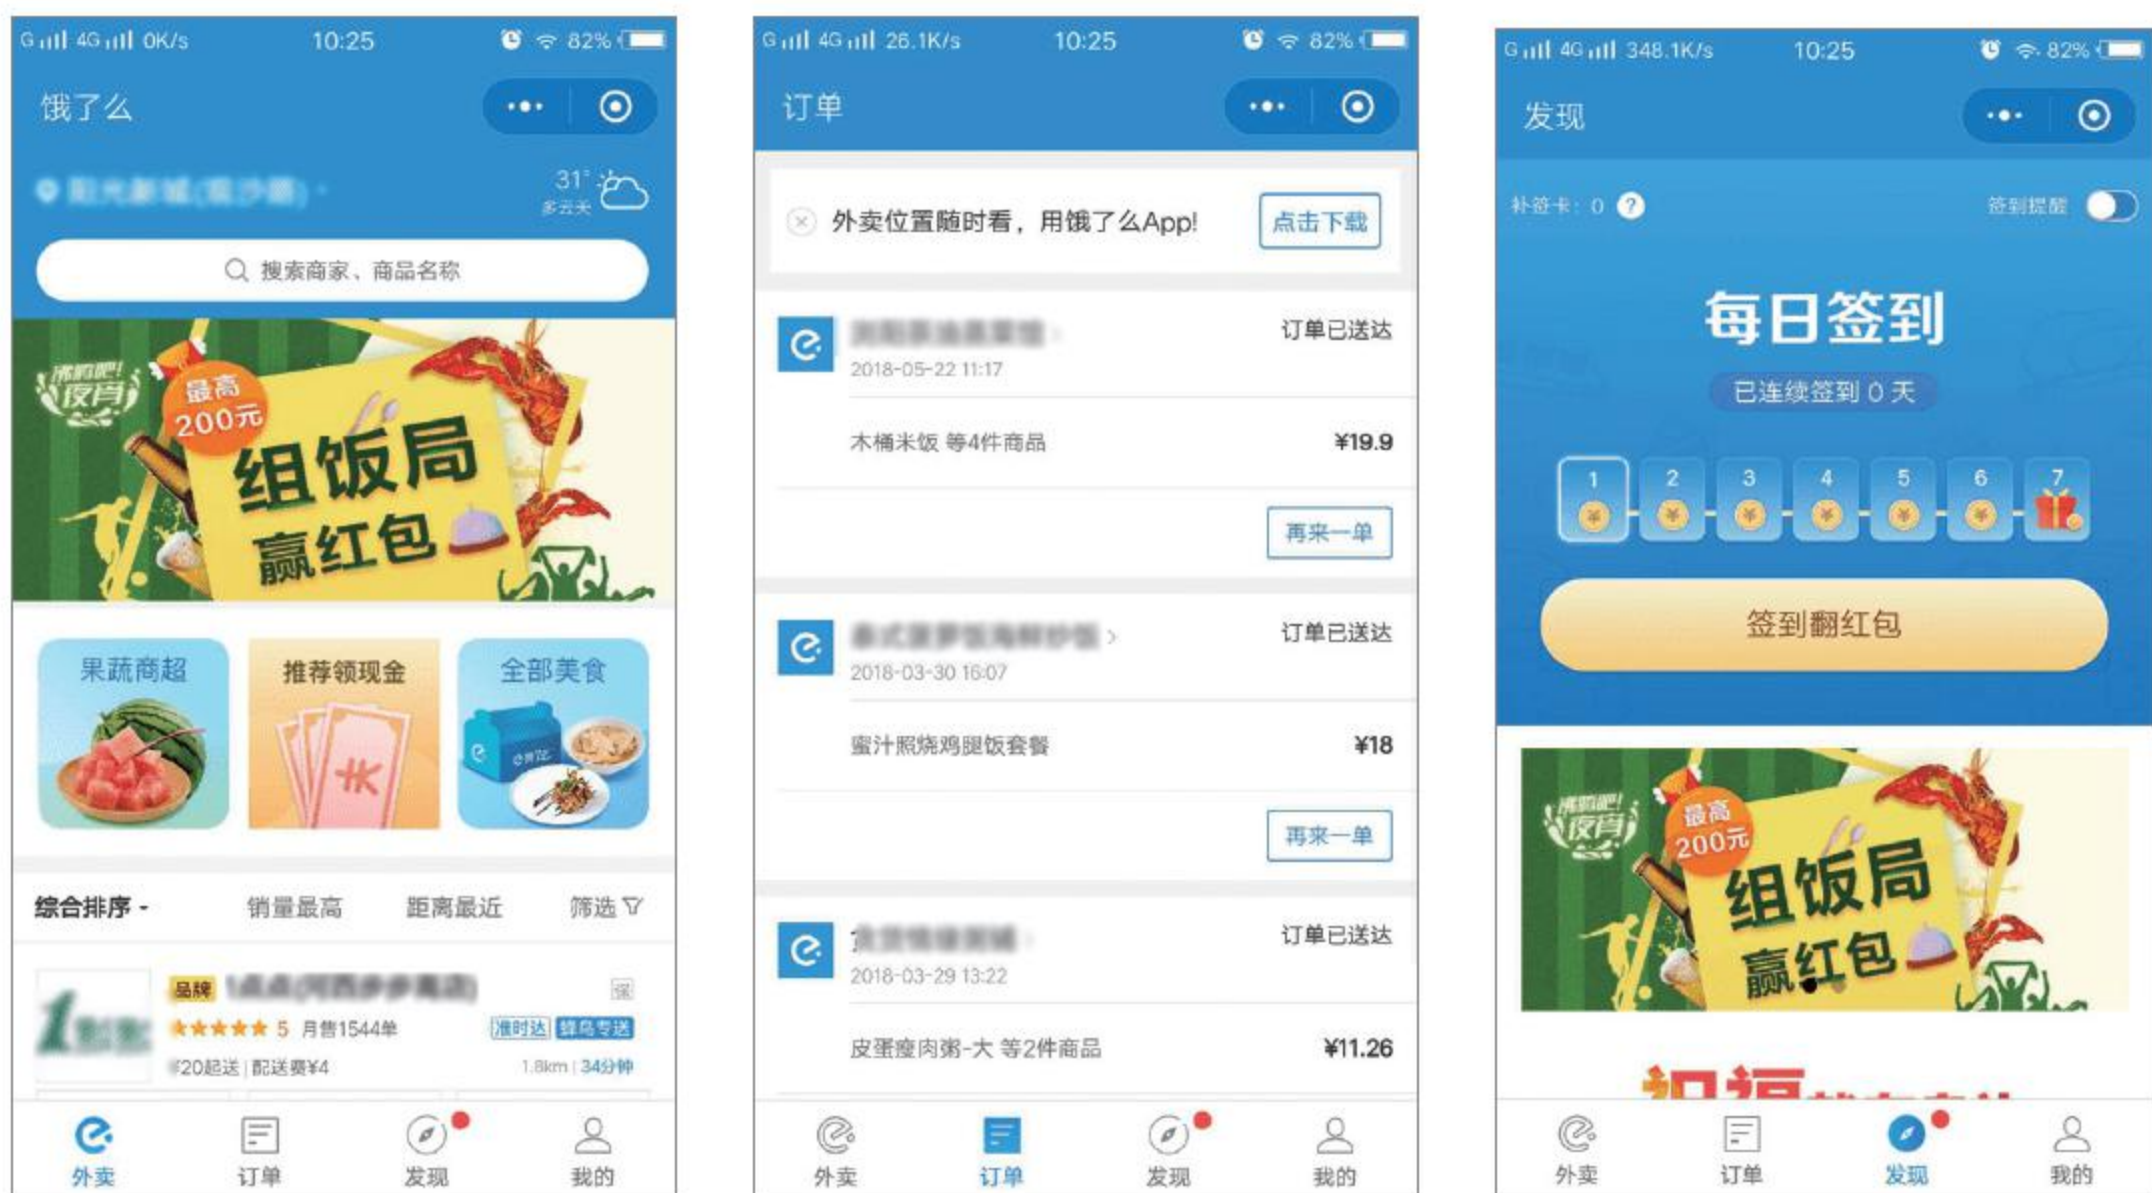 G 4G 0K/s 10:25 82%
饿了么
31°
多云天
搜索商家、商品名称
沸腾吧!
夜宵
最高
200元
组饭局
赢红包
果蔬商超
推荐领现金
全部美食
综合排序
销量最高
距离最近
筛选
品牌
5 月售1544单
准时达 蜂鸟专送
¥20起送 | 配送费¥4
1.8km | 34分钟
外卖
订单
发现
我的
G 4G 26.1K/s 10:25 82%
订单
外卖位置随时看，用饿了么App!
点击下载
订单已送达
2018-05-22 11:17
木桶米饭 等4件商品
¥19.9
再来一单
订单已送达
2018-03-30 16:07
蜜汁照烧鸡腿饭套餐
¥18
再来一单
订单已送达
2018-03-29 13:22
皮蛋瘦肉粥-大 等2件商品
¥11.26
外卖
订单
发现
我的
G 4G 348.1K/s 10:25 82%
发现
补签卡: 0 ?
签到提醒
每日签到
已连续签到 0 天
1 2 3 4 5 6 7
签到翻红包
沸腾吧!
夜宵
最高
200元
组饭局
赢红包
祝福
外卖
订单
发现
我的